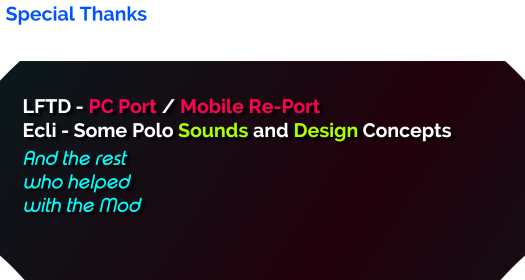 Special Thanks
LFTD - PC Port / Mobile Re-Port
Ecli - Some Polo Sounds and Design Concepts
And the rest
who helped
with the Mod